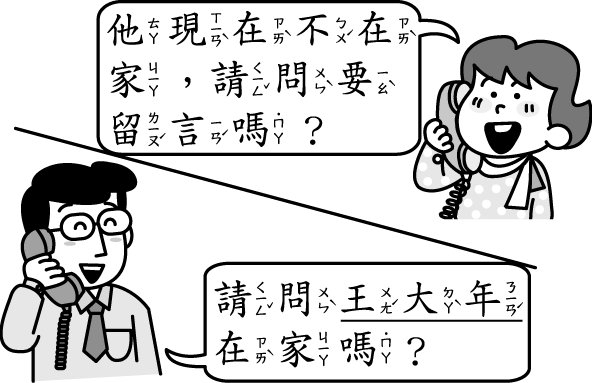 他現在不在
家，請問要
留言嗎？
請問王大年
在家嗎？